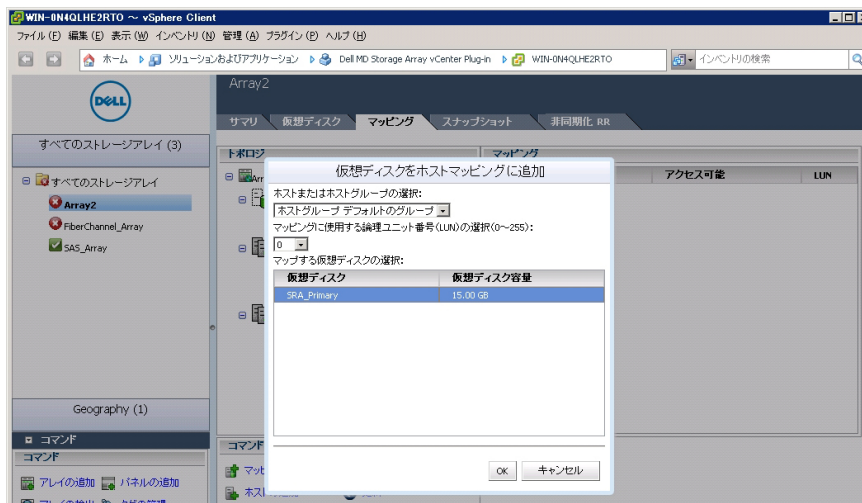 WIN-0N4QLHE2RTO ～ vSphere Client
ファイル(F) 編集(E) 表示(W) インベントリ(N) 管理(A) プラグイン(P) ヘルプ(H)
ホーム ソリューションおよびアプリケーション Dell MD Storage Array vCenter Plug-in WIN-0N4QLHE2RTO インベントリの検索
DELL
Array2
サマリ 仮想ディスク マッピング スナップショット 非同期化 RR
すべてのストレージアレイ (3)
すべてのストレージアレイ
Array2
FiberChannel_Array
SAS_Array
トポロジ
マッピング
アクセス可能 LUN
仮想ディスクをホストマッピングに追加
ホストまたはホストグループの選択:
ホストグループ デフォルトのグループ
マッピングに使用する論理ユニット番号(LUN)の選択(0～255):
0
マップする仮想ディスクの選択:
仮想ディスク 仮想ディスク容量
SRA_Primary 15.00 GB
OK キャンセル
Geography (1)
コマンド
コマンド
アレイの追加 パネルの追加
コマンド